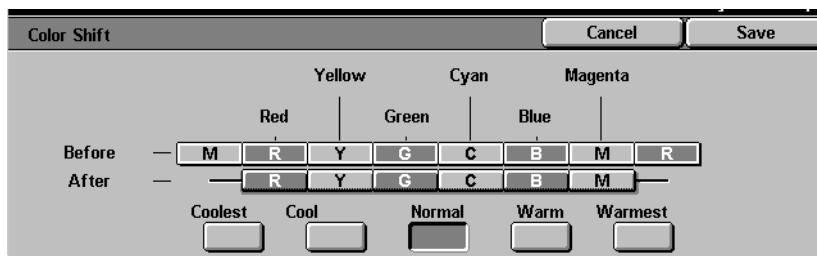 Color Shift Cancel Save
Yellow Cyan Magenta
Red Green Blue
Before M R Y G C B M R
After R Y G C B M
Coolest Cool Normal Warm Warmest